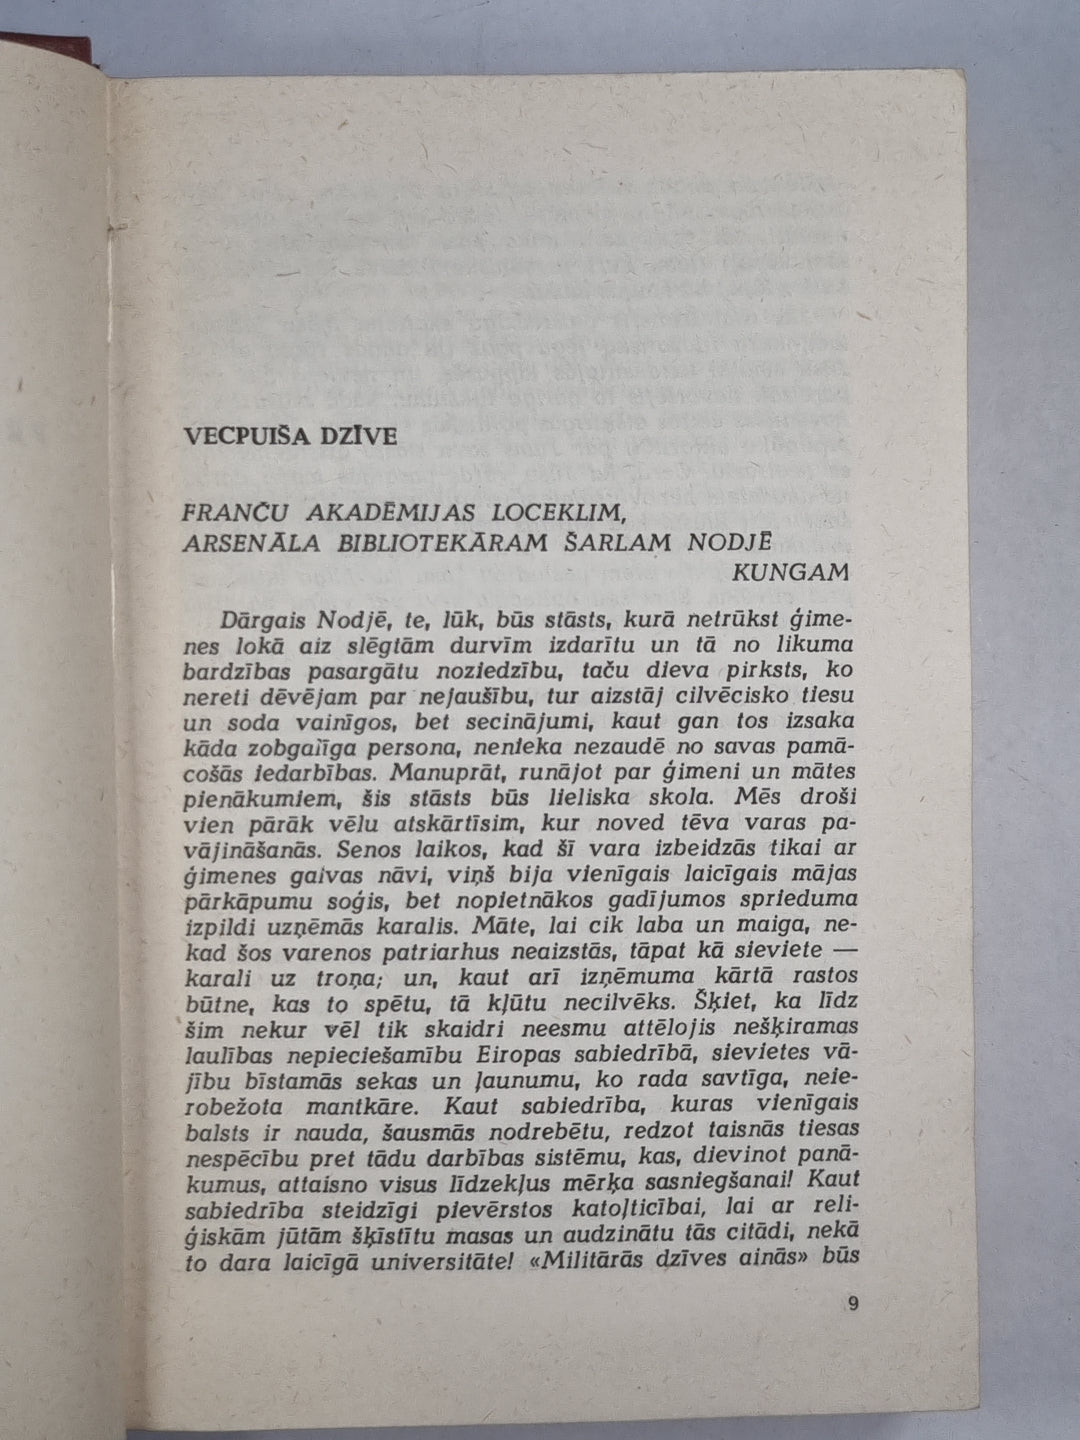 VECPUIŠA DZĪVE
FRANČU AKADĒMIJAS LOCEKLIM,
ARSENĀLA BIBLIOTEKĀRAM ŠARLAM NODJĒ
KUNGAM
Dārgais Nodjē, te, lūk, būs stāsts, kurā netrūkst ģime-
nes lokā aiz slēgtām durvīm izdarītu un tā no likuma
bardzības pasargātu noziedzību, taču dieva pirksts, ko
nereti dēvējam par nejaušību, tur aizstāj cilvēcisko tiesu
un soda vainīgos, bet secinājumi, kaut gan tos izsaka
kāda zobgalīga persona, nenieka nezaudē no savas pamā-
cošās iedarbības. Manuprāt, runājot par ģimeni un mātes
pienākumiem, šis stāsts būs lieliska skola. Mēs droši
vien pārāk vēlu atskārtīsim, kur noved tēva varas pa-
vājināšanās. Senos laikos, kad šī vara izbeidzās tikai ar
ģimenes gaivas nāvi, viņš bija vienīgais laicīgais mājas
pārkāpumu soģis, bet nopietnākos gadījumos sprieduma
izpildi uzņēmās karalis. Māte, lai cik laba un maiga, ne-
kad šos varenos patriarhus neaizstās, tāpat kā sieviete —
karali uz troņa; un, kaut arī izņēmuma kārtā rastos
būtne, kas to spētu, tā kļūtu necilvēks. Šķiet, ka līdz
šim nekur vēl tik skaidri neesmu attēlojis nešķiramas
laulības nepieciešamību Eiropas sabiedrībā, sievietes vā-
jību bīstamās sekas un ļaunumu, ko rada savtīga, neie-
robežota mantkāre. Kaut sabiedrība, kuras vienīgais
balsts ir nauda, šausmās nodrebētu, redzot taisnās tiesas
nespēcību pret tādu darbības sistēmu, kas, dievinot panā-
kumus, attaisno visus līdzekļus mērķa sasniegšanai! Kaut
sabiedrība steidzīgi pievērstos katoļticībai, lai ar reli-
ģiskām jūtām šķīstītu masas un audzinātu tās citādi, nekā
to dara laicīgā universitāte! «Militārās dzīves ainās» būs
9